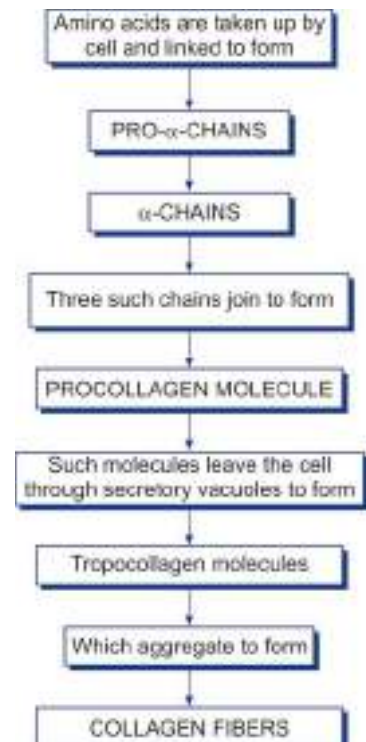 Amino acids are taken up by
cell and linked to form
PRO-α-CHAINS
α-CHAINS
Three such chains join to form
PROCOLLAGEN MOLECULE
Such molecules leave the cell
through secretory vacuoles to form
Tropocollagen molecules
Which aggregate to form
COLLAGEN FIBERS